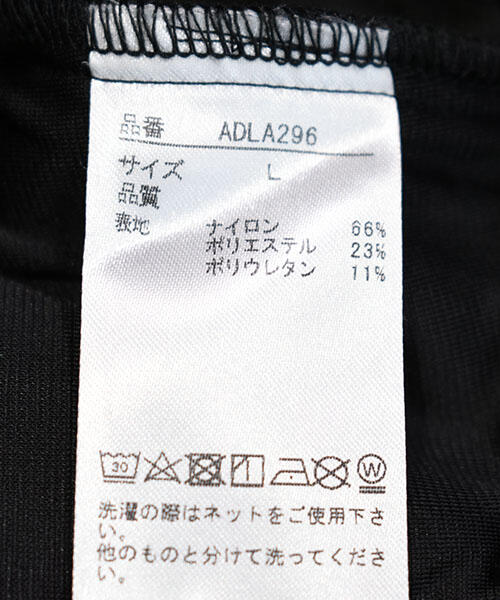 品番 ADLA296
サイズ L
品質
表地 ナイロン 66%
ポリエステル 23%
ポリウレタン 11%
30 W
洗濯の際はネットをご使用下さ
い。
他のものと分けて洗ってくださ
い。